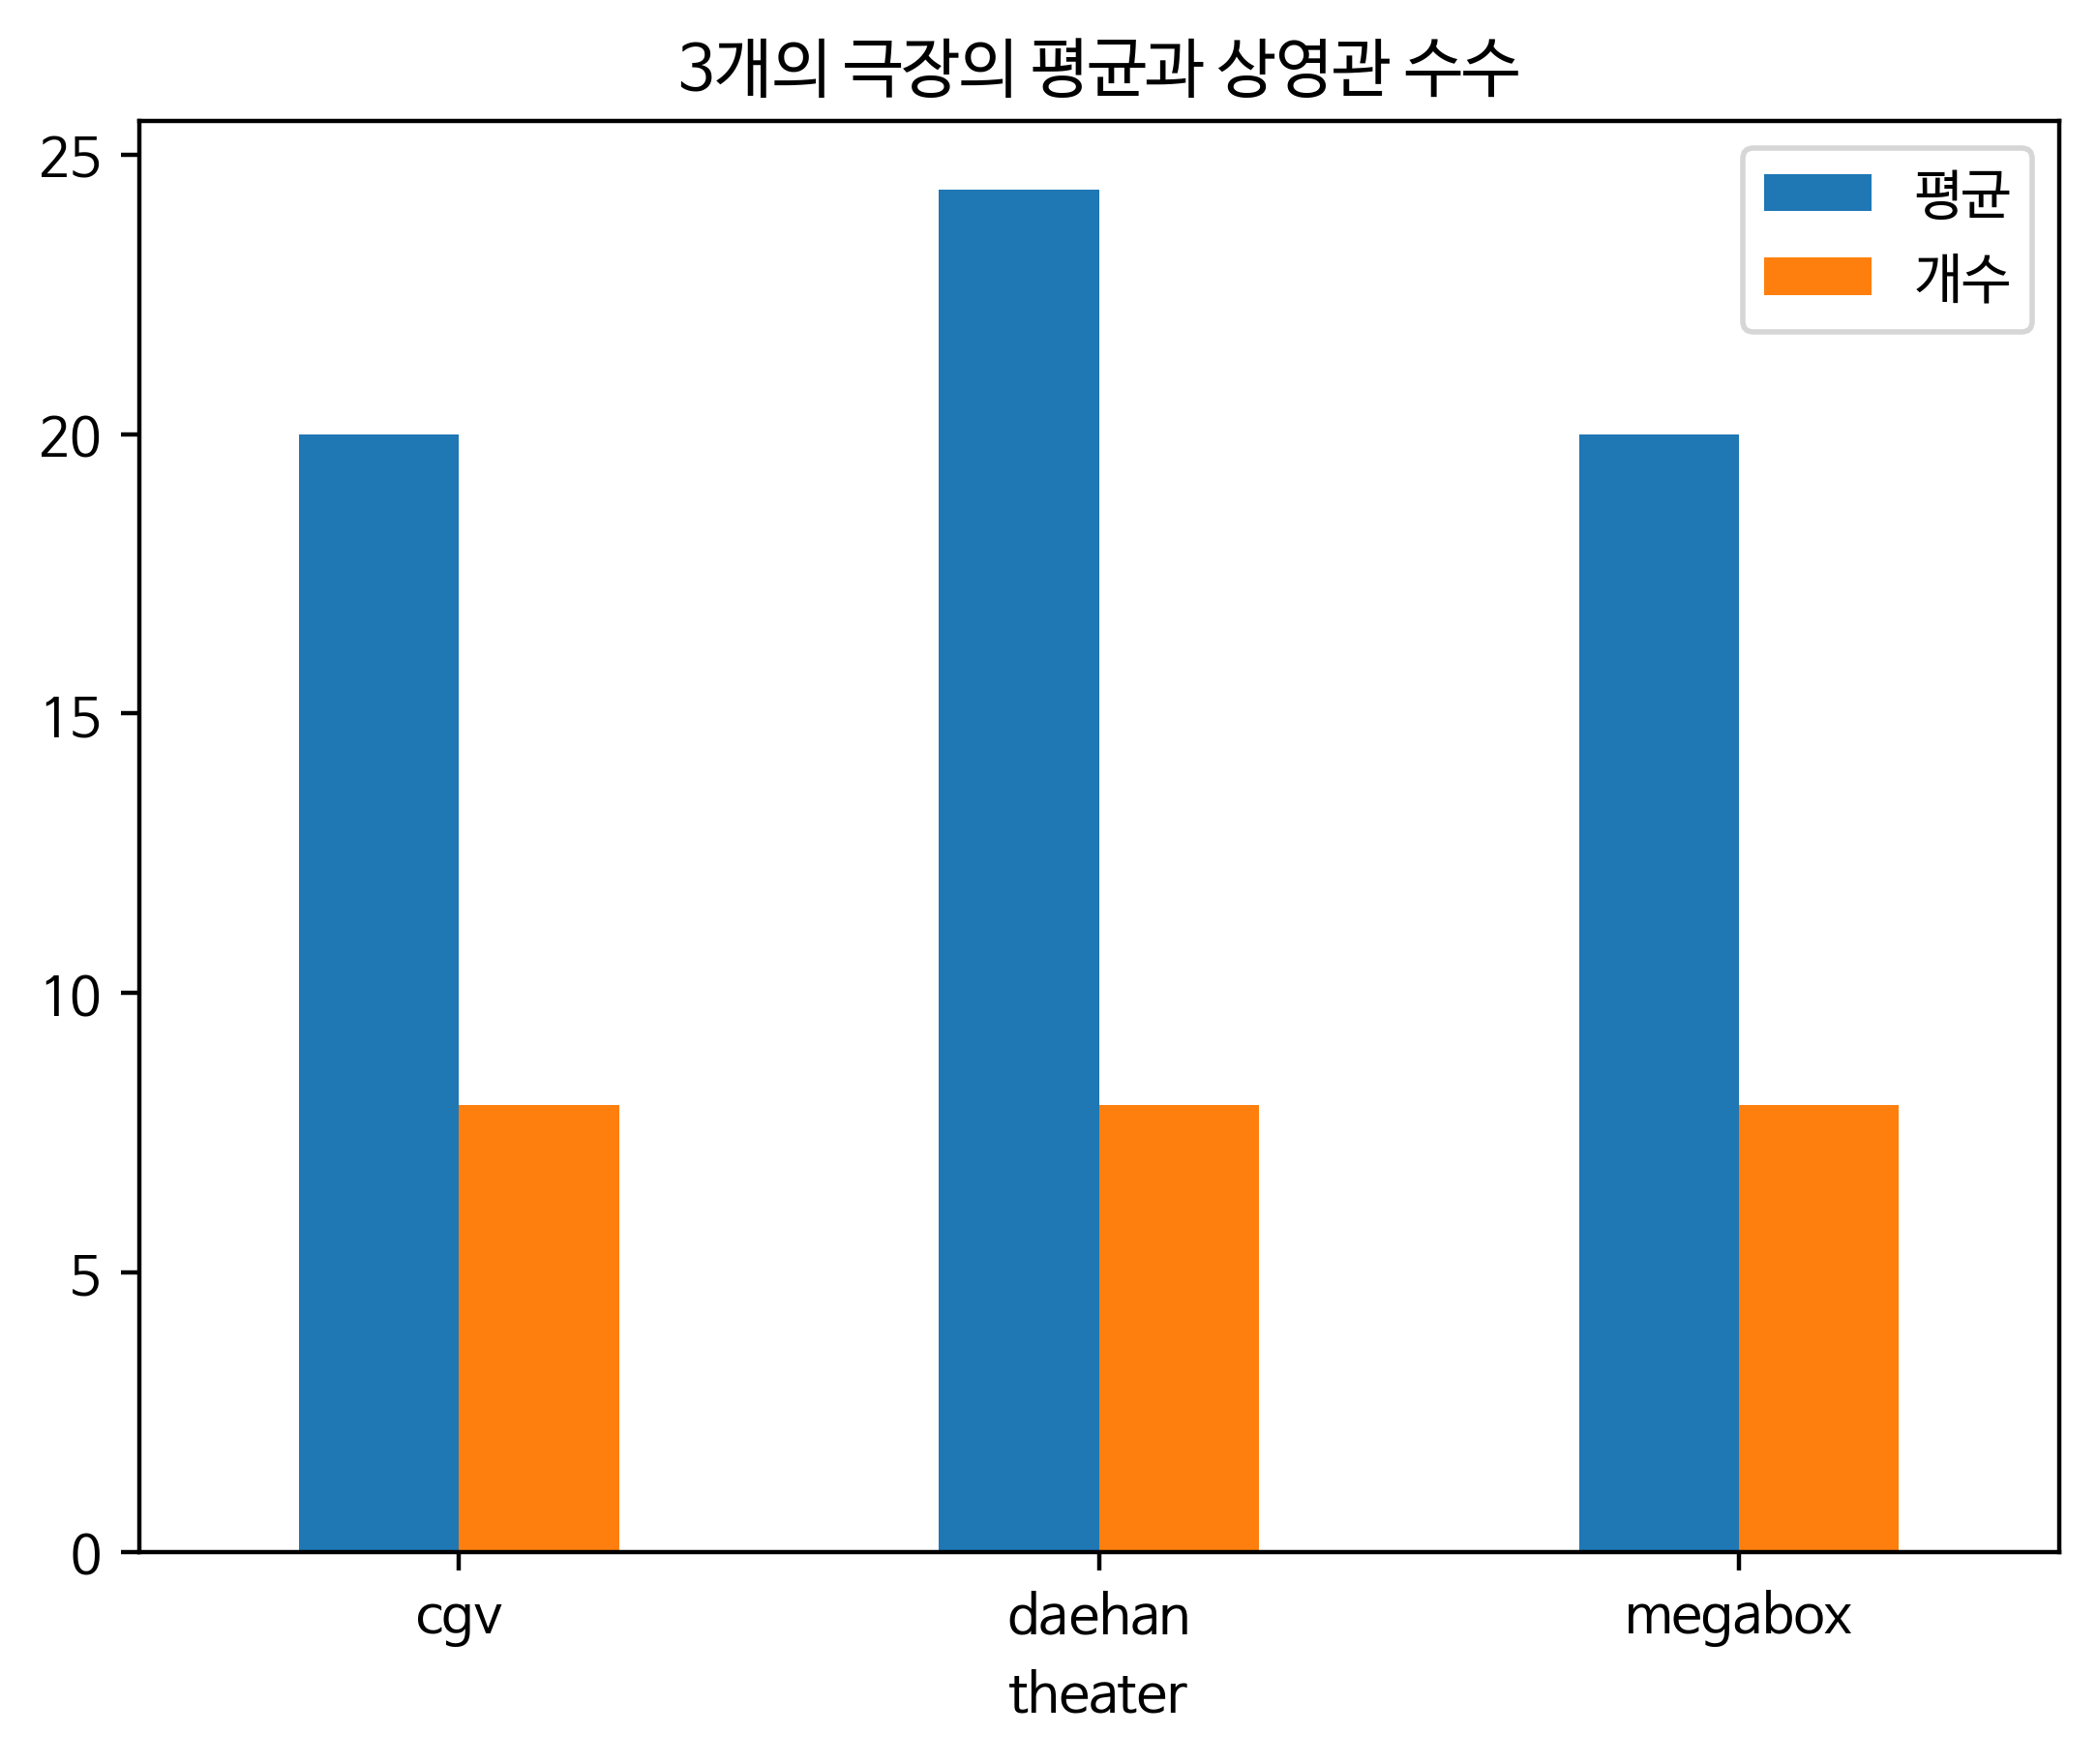 3개의 극장의 평균과 상영관 수수
평균
개수
25
20
15
10
5
0
cgv daehan megabox
theater